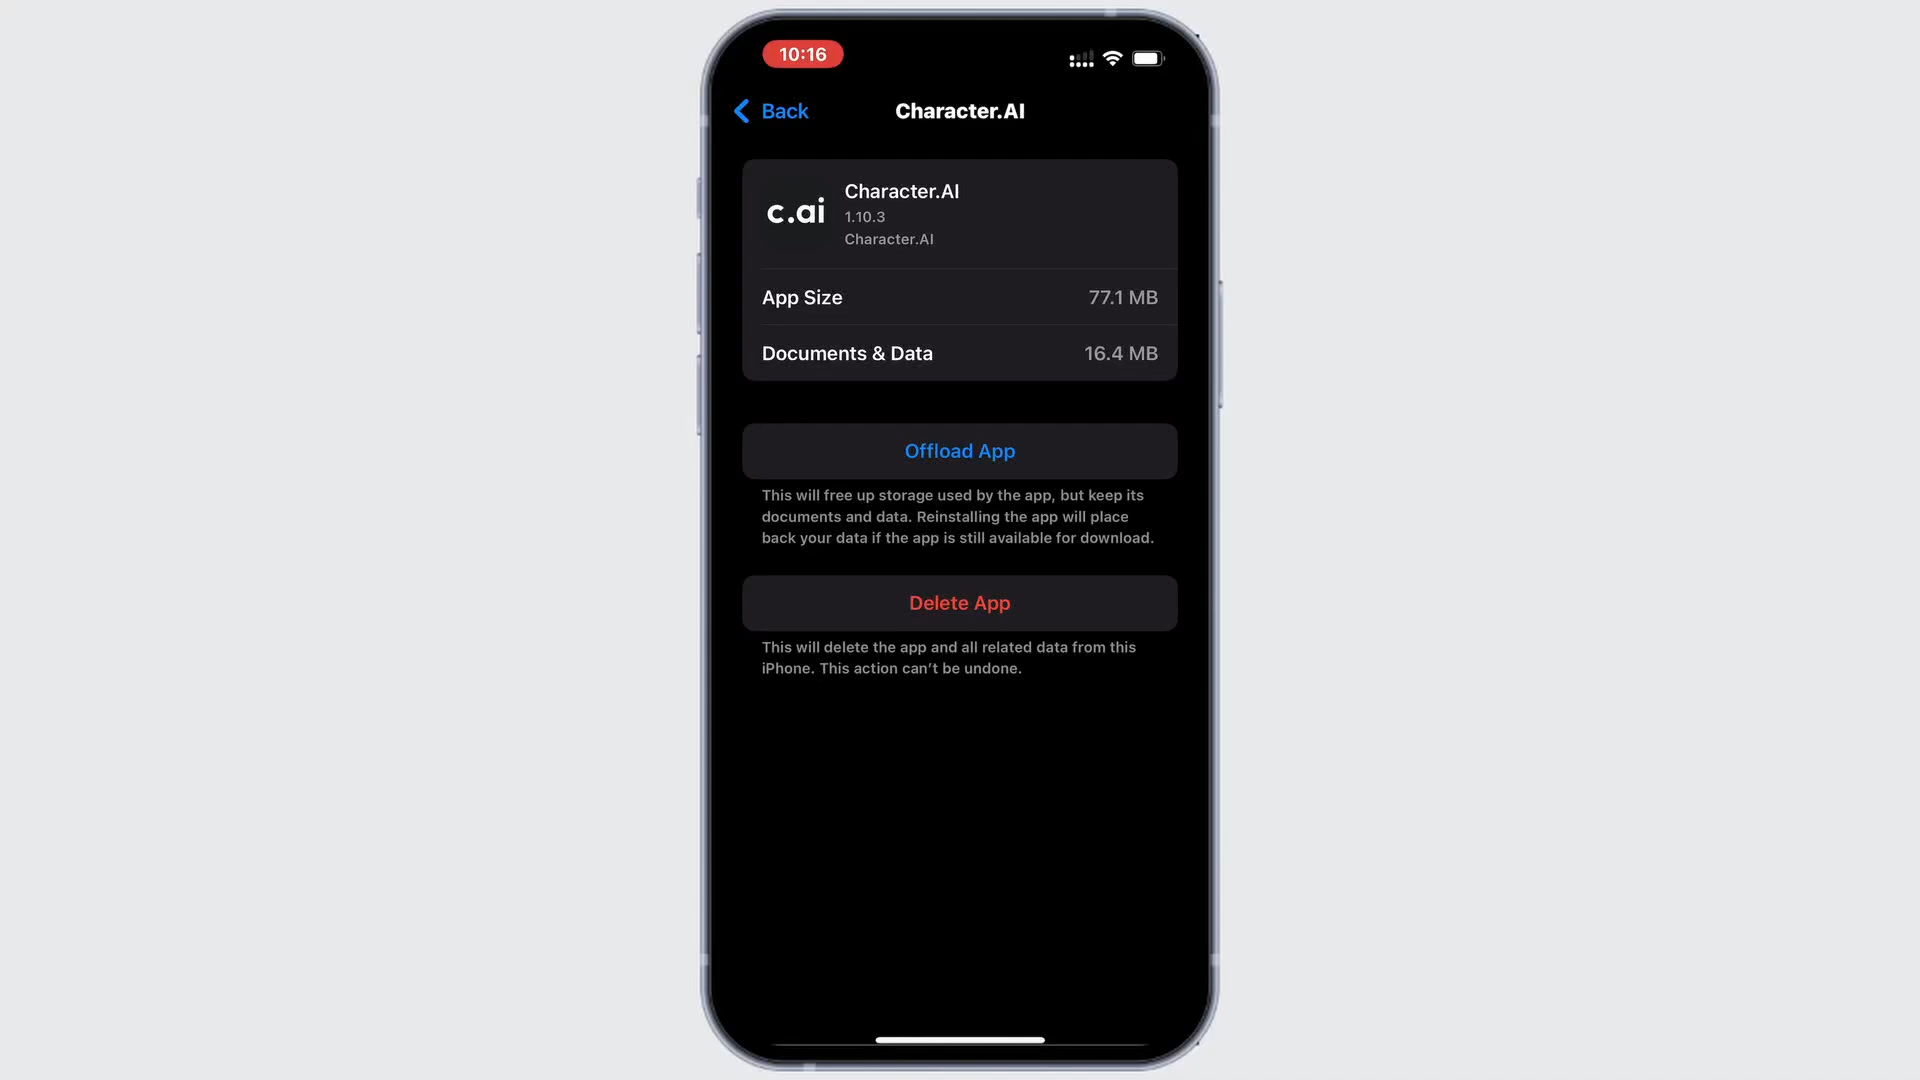 10:16
Back
Character.AI
c.ai
Character.AI
1.10.3
Character.AI
App Size
77.1 MB
Documents & Data
16.4 MB
Offload App
This will free up storage used by the app, but keep its
documents and data. Reinstalling the app will place
back your data if the app is still available for download.
Delete App
This will delete the app and all related data from this
iPhone. This action can’t be undone.